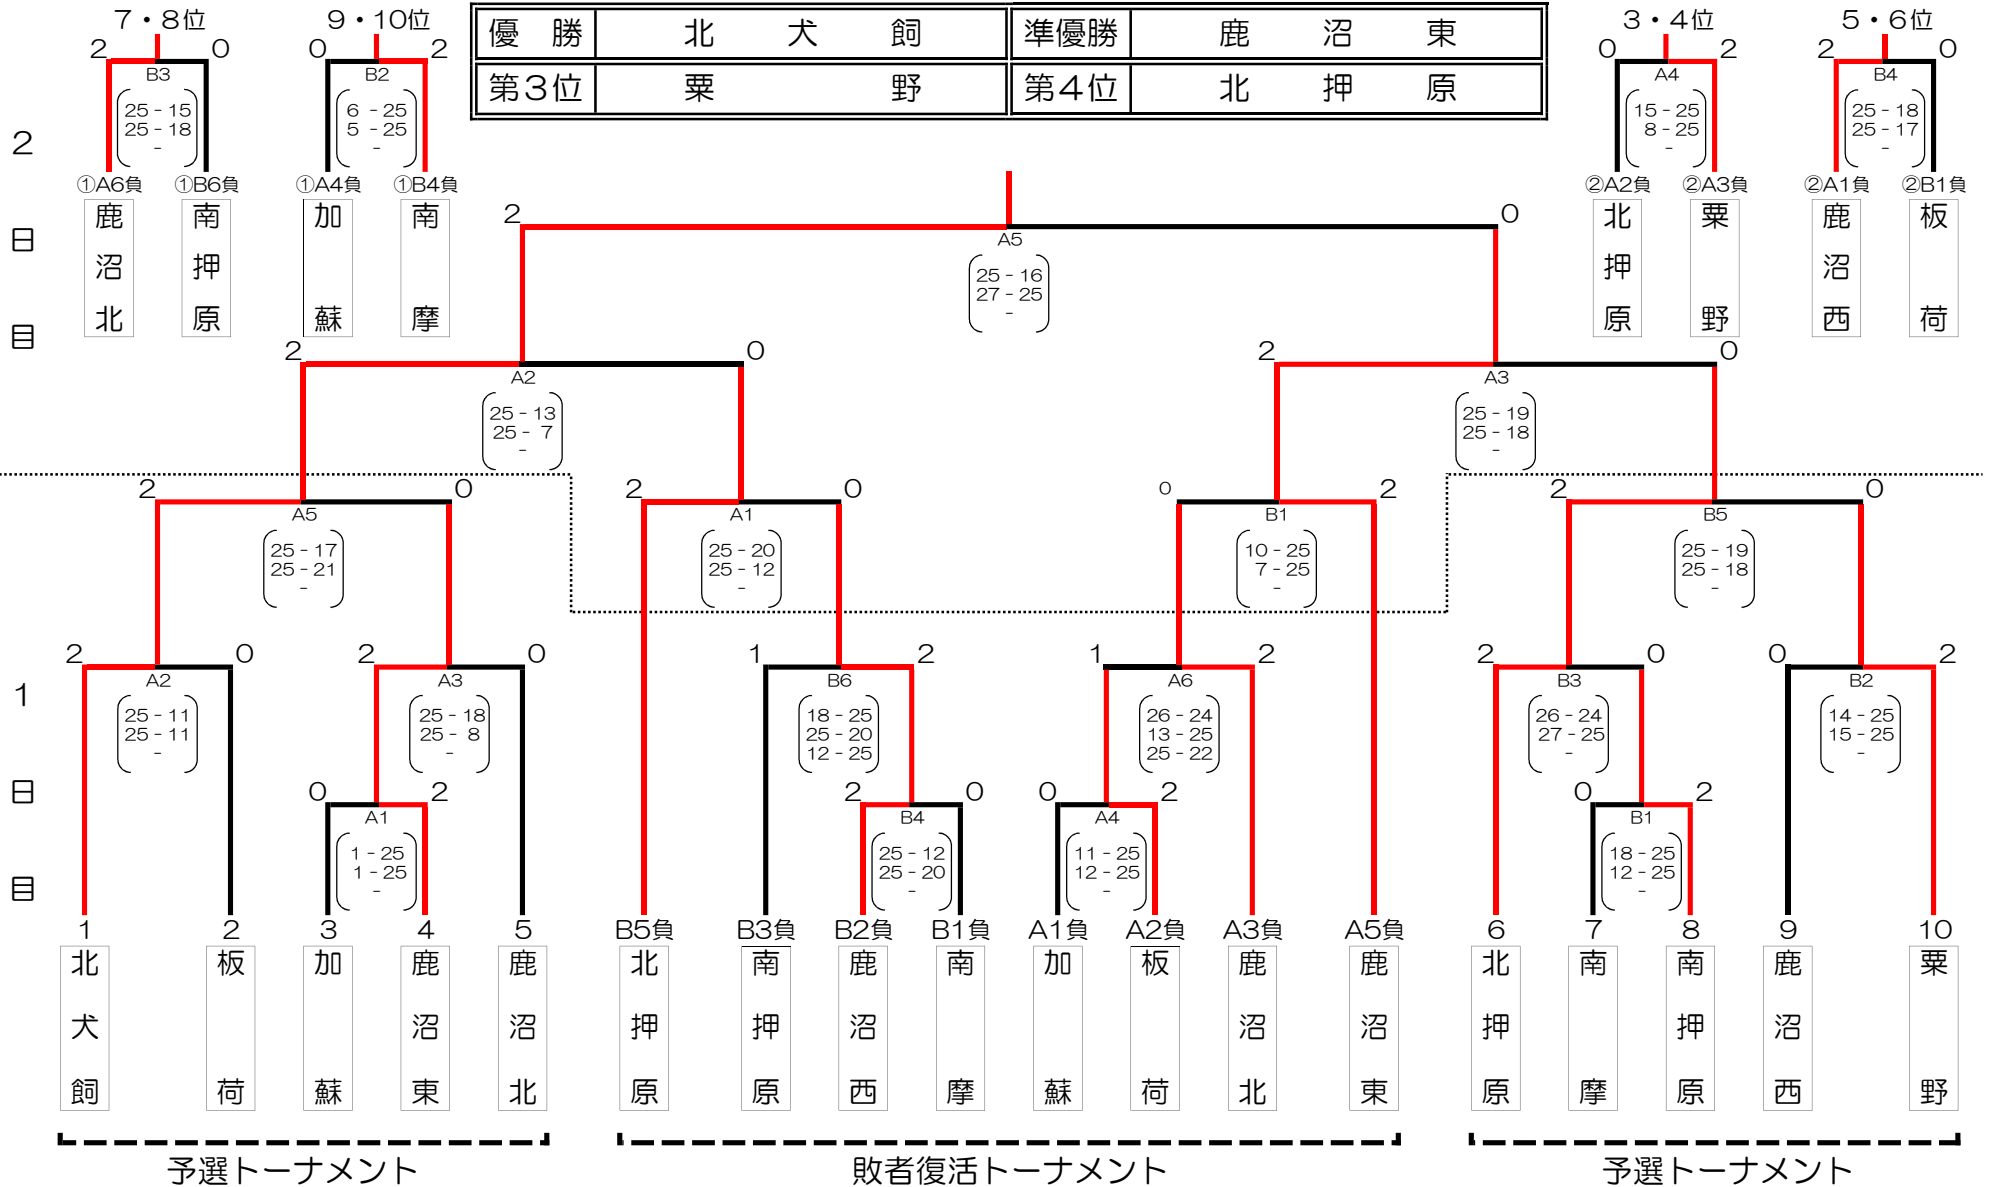 7・8位
9・10位
優 勝 北 犬 飼 準優勝 鹿 沼 東
第3位 粟 野 第4位 北 押 原
3・4位
5・6位
2 0
B3
25 - 15
25 - 18
-
①A6負 ①B6負
鹿沼北 南押原
0 2
B2
6 - 25
5 - 25
-
①A4負 ①B4負
加蘇 南摩
0 2
A4
15 - 25
8 - 25
-
②A2負 ②A3負
北押原 粟野
2 0
B4
25 - 18
25 - 17
-
②A1負 ②B1負
鹿沼西 板荷
2日目
2 0
A5
25 - 16
27 - 25
-
2 0
A2
25 - 13
25 - 7
-
2 0
A3
25 - 19
25 - 18
-
2 0
A5
25 - 17
25 - 21
-
2 0
A1
25 - 20
25 - 12
-
0 2
B1
10 - 25
7 - 25
-
2 0
B5
25 - 19
25 - 18
-
1日目
2 0
A2
25 - 11
25 - 11
-
2 0
A3
25 - 18
25 - 8
-
1 2
B6
18 - 25
25 - 20
12 - 25
1 2
A6
26 - 24
13 - 25
25 - 22
2 0
B3
26 - 24
27 - 25
-
0 2
B2
14 - 25
15 - 25
-
0 2
A1
1 - 25
1 - 25
-
2 0
B4
25 - 12
25 - 20
-
0 2
A4
11 - 25
12 - 25
-
0 2
B1
18 - 25
12 - 25
-
1 2 3 4 5 B5負 B3負 B2負 B1負 A1負 A2負 A3負 A5負 6 7 8 9 10
北犬飼 板荷 加蘇 鹿沼東 鹿沼北 北押原 南押原 鹿沼西 南摩 加蘇 板荷 鹿沼北 鹿沼東 北押原 南摩 南押原 鹿沼西 粟野
予選トーナメント 敗者復活トーナメント 予選トーナメント